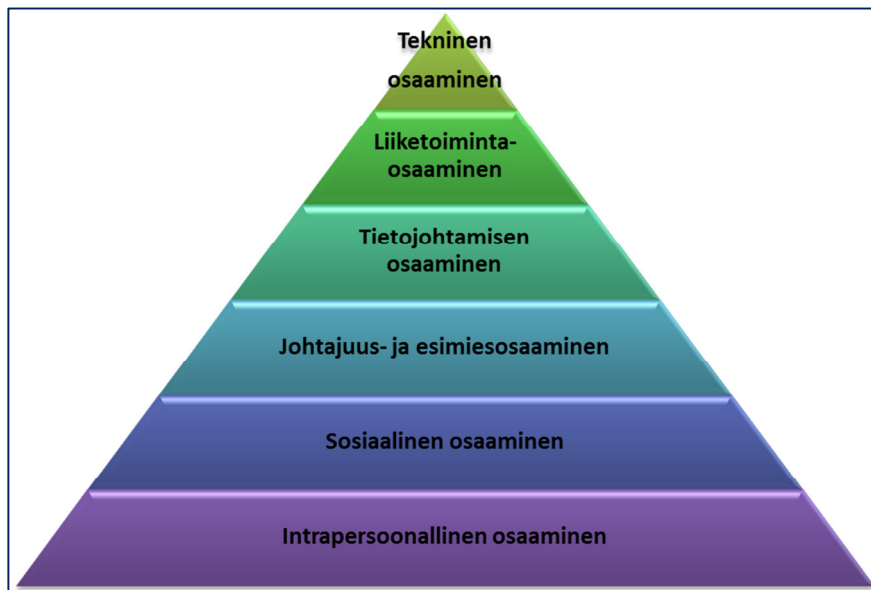 Tekninen
osaaminen
Liiketoiminta-
osaaminen
Tietojohtamisen
osaaminen
Johtajuus- ja esimiesosaaminen
Sosiaalinen osaaminen
Intrapersoonallinen osaaminen